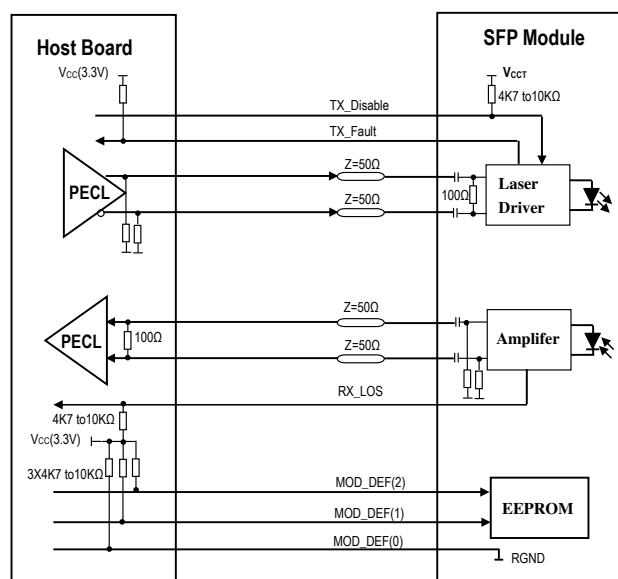 Host Board
SFP Module
VCC(3.3V)
VCCT
4K7 to10KΩ
TX_Disable
TX_Fault
Z=50Ω
PECL
100Ω
Laser
Driver
Z=50Ω
Z=50Ω
PECL
100Ω
Amplifer
Z=50Ω
RX_LOS
4K7 to10KΩ
VCC(3.3V)
3X4K7 to10KΩ
MOD_DEF(2)
EEPROM
MOD_DEF(1)
MOD_DEF(0)
RGND